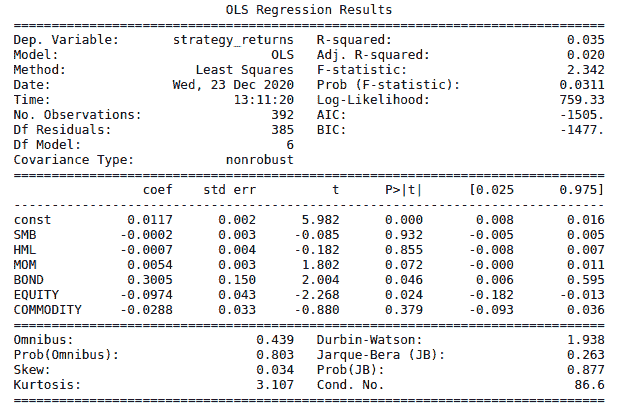 OLS Regression Results
==============================================================================
Dep. Variable: strategy_returns R-squared: 0.035
Model: OLS Adj. R-squared: 0.020
Method: Least Squares F-statistic: 2.342
Date: Wed, 23 Dec 2020 Prob (F-statistic): 0.0311
Time: 13:11:20 Log-Likelihood: 759.33
No. Observations: 392 AIC: -1505.
Df Residuals: 385 BIC: -1477.
Df Model: 6
Covariance Type: nonrobust
==============================================================================
coef std err t P>|t| [0.025 0.975]
------------------------------------------------------------------------------
const 0.0117 0.002 5.982 0.000 0.008 0.016
SMB -0.0002 0.003 -0.085 0.932 -0.005 0.005
HML -0.0007 0.004 -0.182 0.855 -0.008 0.007
MOM 0.0054 0.003 1.802 0.072 -0.000 0.011
BOND 0.3005 0.150 2.004 0.046 0.006 0.595
EQUITY -0.0974 0.043 -2.268 0.024 -0.182 -0.013
COMMODITY -0.0288 0.033 -0.880 0.379 -0.093 0.036
==============================================================================
Omnibus: 0.439 Durbin-Watson: 1.938
Prob(Omnibus): 0.803 Jarque-Bera (JB): 0.263
Skew: 0.034 Prob(JB): 0.877
Kurtosis: 3.107 Cond. No. 86.6
==============================================================================